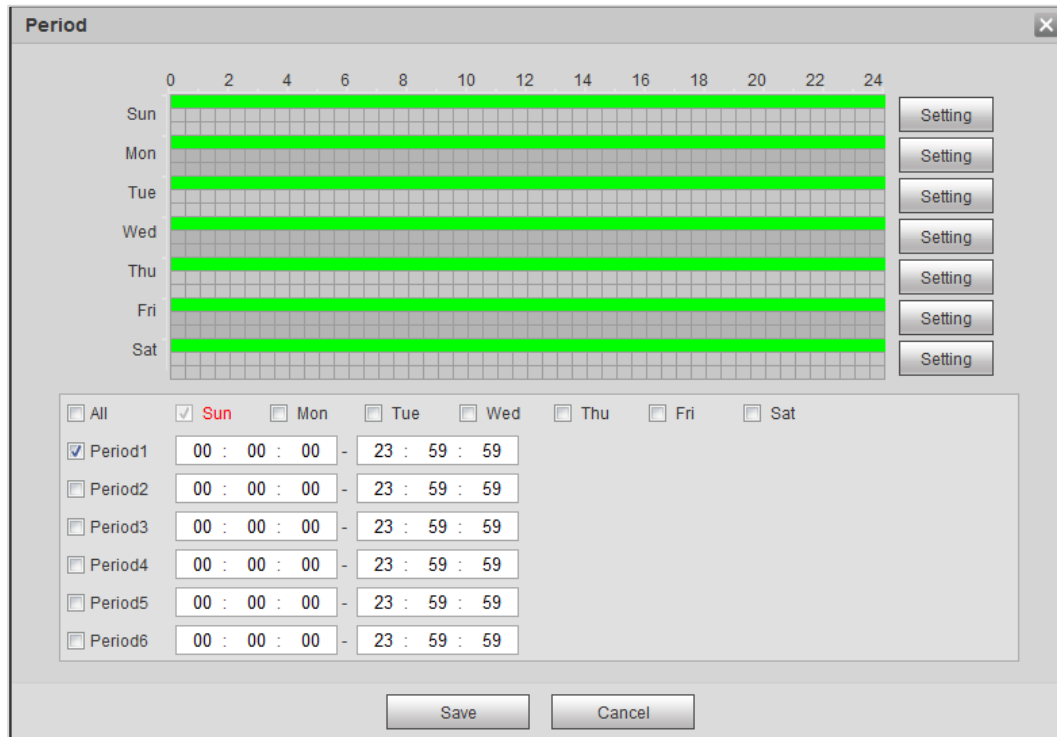 Period
0 2 4 6 8 10 12 14 16 18 20 22 24
Sun Setting
Mon Setting
Tue Setting
Wed Setting
Thu Setting
Fri Setting
Sat Setting
All Sun Mon Tue Wed Thu Fri Sat
Period1 00 : 00 : 00 - 23 : 59 : 59
Period2 00 : 00 : 00 - 23 : 59 : 59
Period3 00 : 00 : 00 - 23 : 59 : 59
Period4 00 : 00 : 00 - 23 : 59 : 59
Period5 00 : 00 : 00 - 23 : 59 : 59
Period6 00 : 00 : 00 - 23 : 59 : 59
Save Cancel